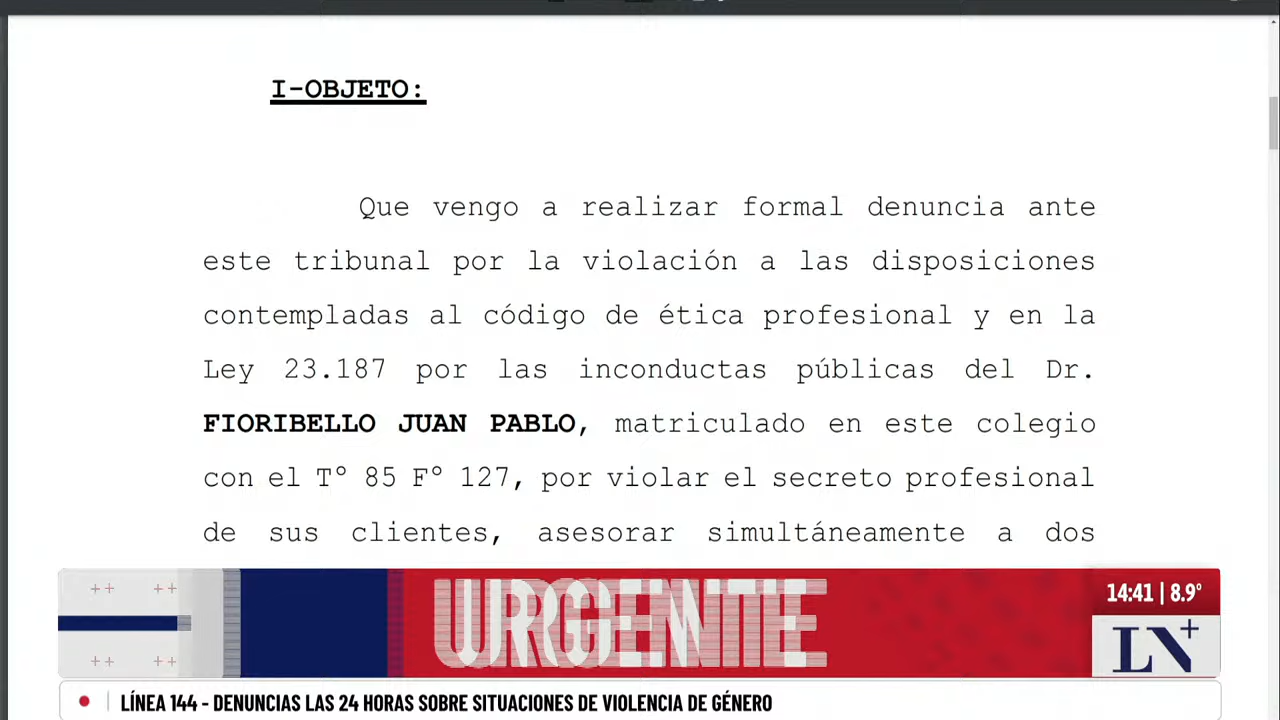 I-OBJETO:
Que vengo a realizar formal denuncia ante
este tribunal por la violación a las disposiciones
contempladas al código de ética profesional y en la
Ley 23.187 por las inconductas públicas del Dr.
FIORIBELLO JUAN PABLO, matriculado en este colegio
con el T° 85 F° 127, por violar el secreto profesional
de sus clientes, asesorar simultáneamente a dos
URGENTE
14:41 | 8.9°
LN+
LÍNEA 144 - DENUNCIAS LAS 24 HORAS SOBRE SITUACIONES DE VIOLENCIA DE GÉNERO